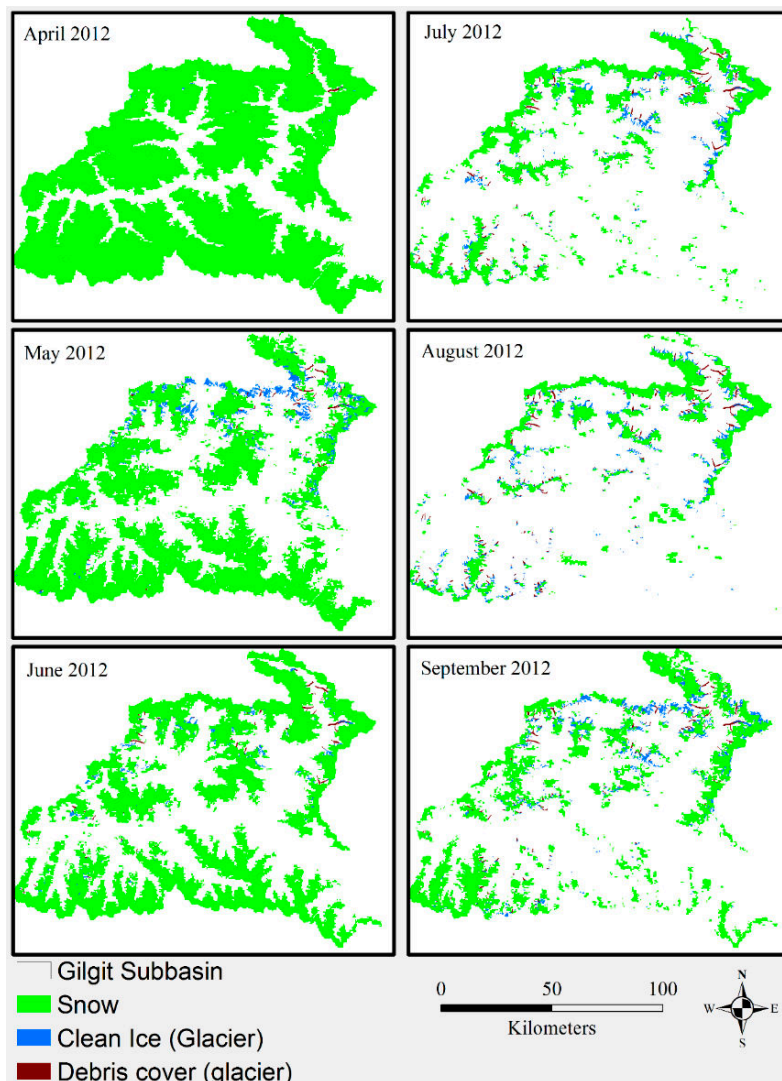 April 2012
July 2012
May 2012
August 2012
June 2012
September 2012
Gilgit Subbasin
Snow
Clean Ice (Glacier)
Debris cover (glacier)
0 50 100
Kilometers
N
W E
S